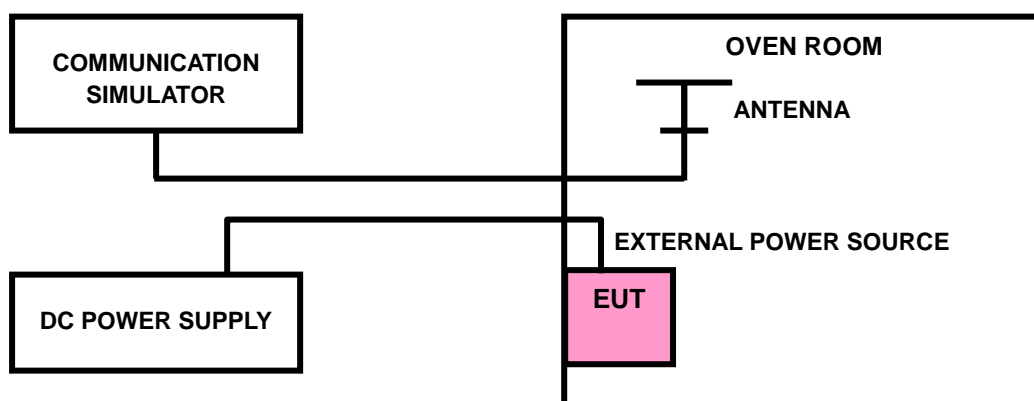 COMMUNICATION
SIMULATOR
OVEN ROOM
ANTENNA
EXTERNAL POWER SOURCE
DC POWER SUPPLY
EUT